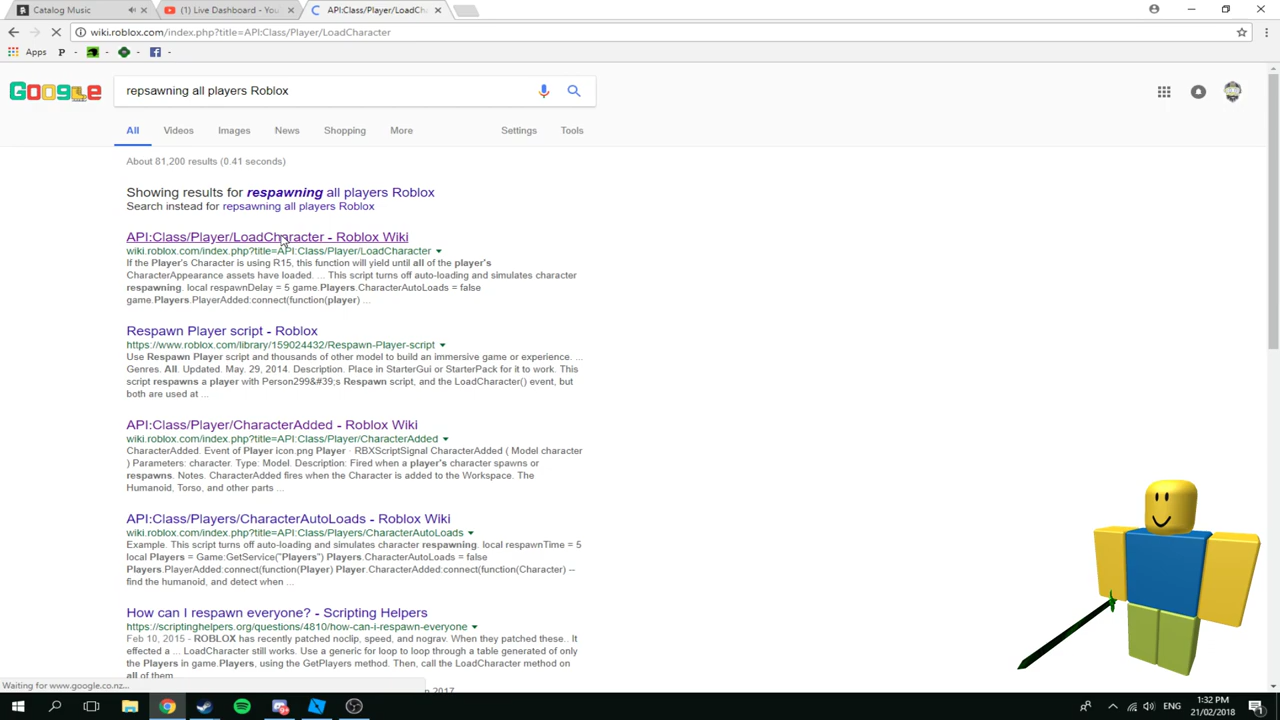 Catalog Music
(1) Live Dashboard - You
API:Class/Player/LoadCha
wiki.roblox.com/index.php?title=API:Class/Player/LoadCharacter
Apps P
Google
repsawning all players Roblox
All Videos Images News Shopping More Settings Tools
About 81,200 results (0.41 seconds)
Showing results for respawning all players Roblox
Search instead for repsawning all players Roblox
API:Class/Player/LoadCharacter - Roblox Wiki
wiki.roblox.com/index.php?title=API:Class/Player/LoadCharacter
If the Player's Character is using R15, this function will yield until all of the player's
CharacterAppearance assets have loaded. ... This script turns off auto-loading and simulates character
respawning. local respawnDelay = 5 game.Players.CharacterAutoLoads = false
game.Players.PlayerAdded:connect(function(player) ...
Respawn Player script - Roblox
https://www.roblox.com/library/159024432/Respawn-Player-script
Use Respawn Player script and thousands of other model to build an immersive game or experience. ...
Genres. All. Updated. May. 29, 2014. Description. Place in StarterGui or StarterPack for it to work. This
script respawns a player with Person299&#39;s Respawn script, and the LoadCharacter() event, but
both are used at ...
API:Class/Player/CharacterAdded - Roblox Wiki
wiki.roblox.com/index.php?title=API:Class/Player/CharacterAdded
CharacterAdded. Event of Player icon.png Player · RBXScriptSignal CharacterAdded ( Model character
) Parameters: character. Type: Model. Description: Fired when a player's character spawns or
respawns. Notes. CharacterAdded fires when the Character is added to the Workspace. The
Humanoid, Torso, and other parts ...
API:Class/Players/CharacterAutoLoads - Roblox Wiki
wiki.roblox.com/index.php?title=API:Class/Players/CharacterAutoLoads
Example. This script turns off auto-loading and simulates character respawning. local respawnTime = 5
local Players = Game:GetService("Players") Players.CharacterAutoLoads = false
Players.PlayerAdded:connect(function(Player) Player.CharacterAdded:connect(function(Character) --
find the humanoid, and detect when ...
How can I respawn everyone? - Scripting Helpers
https://scriptinghelpers.org/questions/4810/how-can-i-respawn-everyone
Feb 10, 2015 - ROBLOX has recently patched noclip, speed, and nograv. When they patched these.. It
effected a ... LoadCharacter still works. Use a generic for loop to loop through a table generated of only
the Players in game.Players, using the GetPlayers method. Then, call the LoadCharacter method on
all of them.
2017
Waiting for www.google.co.nz...
ENG
1:32 PM
21/02/2018